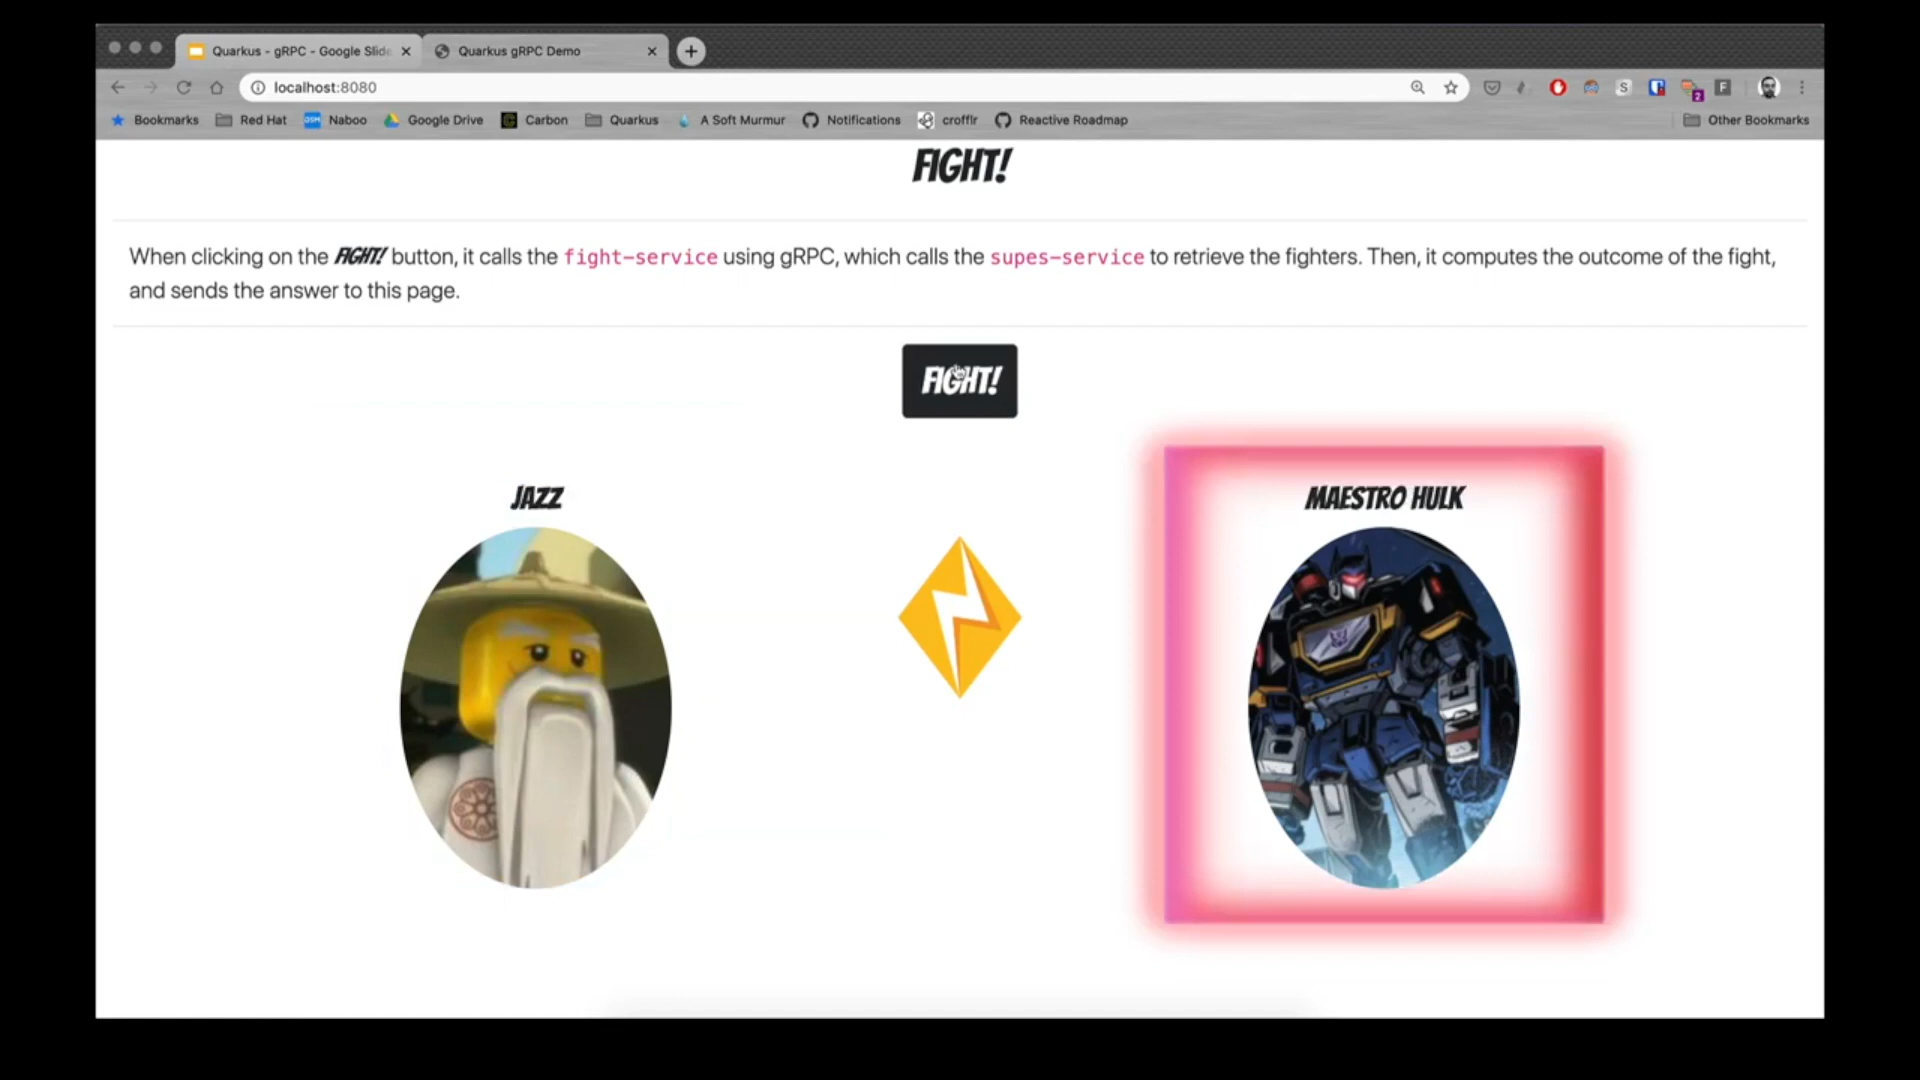 Quarkus - gRPC - Google Slide
Quarkus gRPC Demo
localhost:8080
Bookmarks Red Hat Naboo Google Drive Carbon Quarkus A Soft Murmur Notifications crofflr Reactive Roadmap Other Bookmarks
FIGHT!
When clicking on the FIGHT! button, it calls the fight-service using gRPC, which calls the supes-service to retrieve the fighters. Then, it computes the outcome of the fight,
and sends the answer to this page.
FIGHT!
JAZZ
MAESTRO HULK